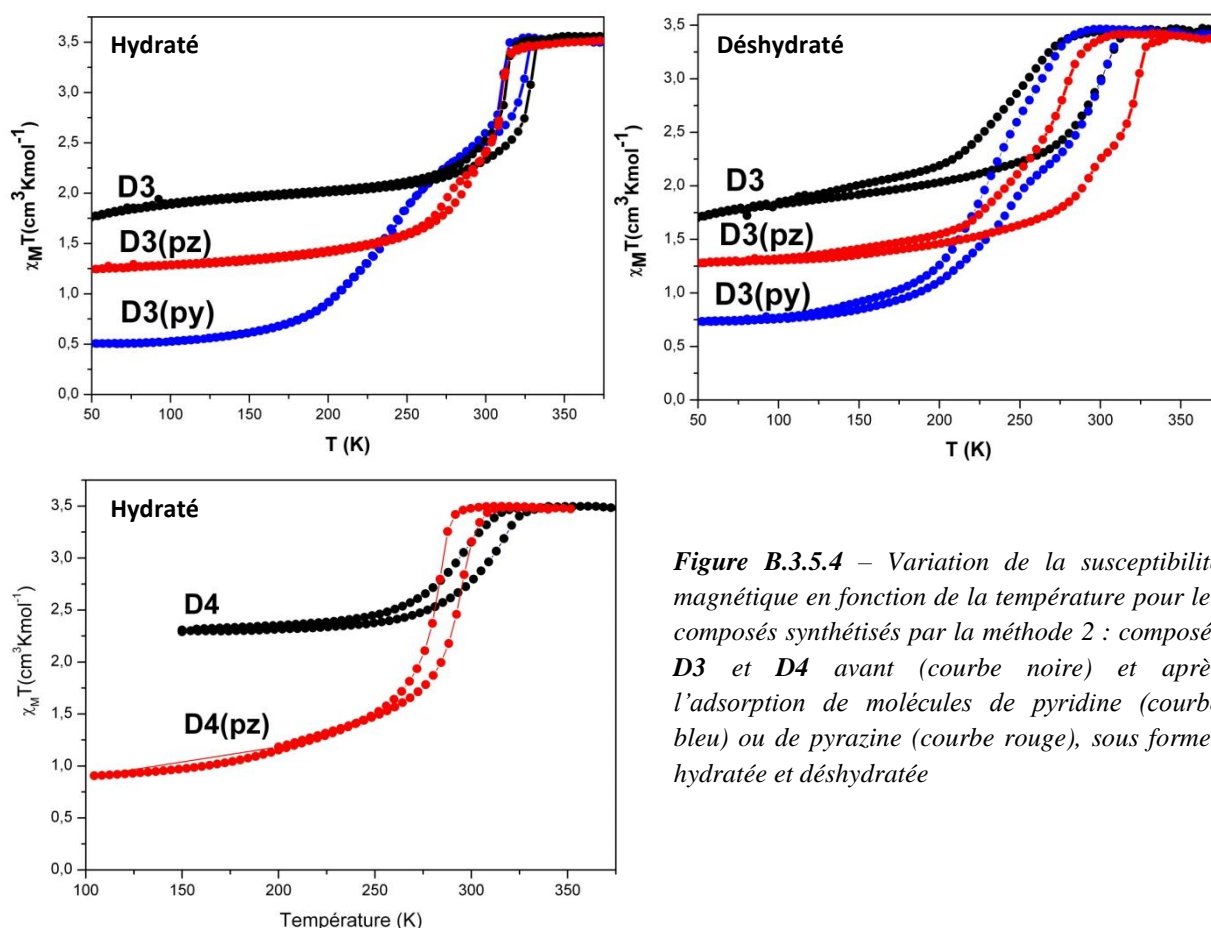 Hydraté
3,5
3,0
2,5
2,0
1,5
1,0
0,5
0,0
χMT(cm³Kmol⁻¹)
D3
D3(pz)
D3(py)
50 100 150 200 250 300 350
T (K)
Déshydraté
3,5
3,0
2,5
2,0
1,5
1,0
0,5
0,0
χMT(cm³Kmol⁻¹)
D3
D3(pz)
D3(py)
50 100 150 200 250 300 350
T (K)
Hydraté
3,5
3,0
2,5
2,0
1,5
1,0
0,5
0,0
χMT(cm³Kmol⁻¹)
D4
D4(pz)
100 150 200 250 300 350
Température (K)
Figure B.3.5.4 – Variation de la susceptibilit
magnétique en fonction de la température pour le
composés synthétisés par la méthode 2 : composé
D3 et D4 avant (courbe noire) et aprè
l'adsorption de molécules de pyridine (courb
bleu) ou de pyrazine (courbe rouge), sous forme
hydratée et déshydratée